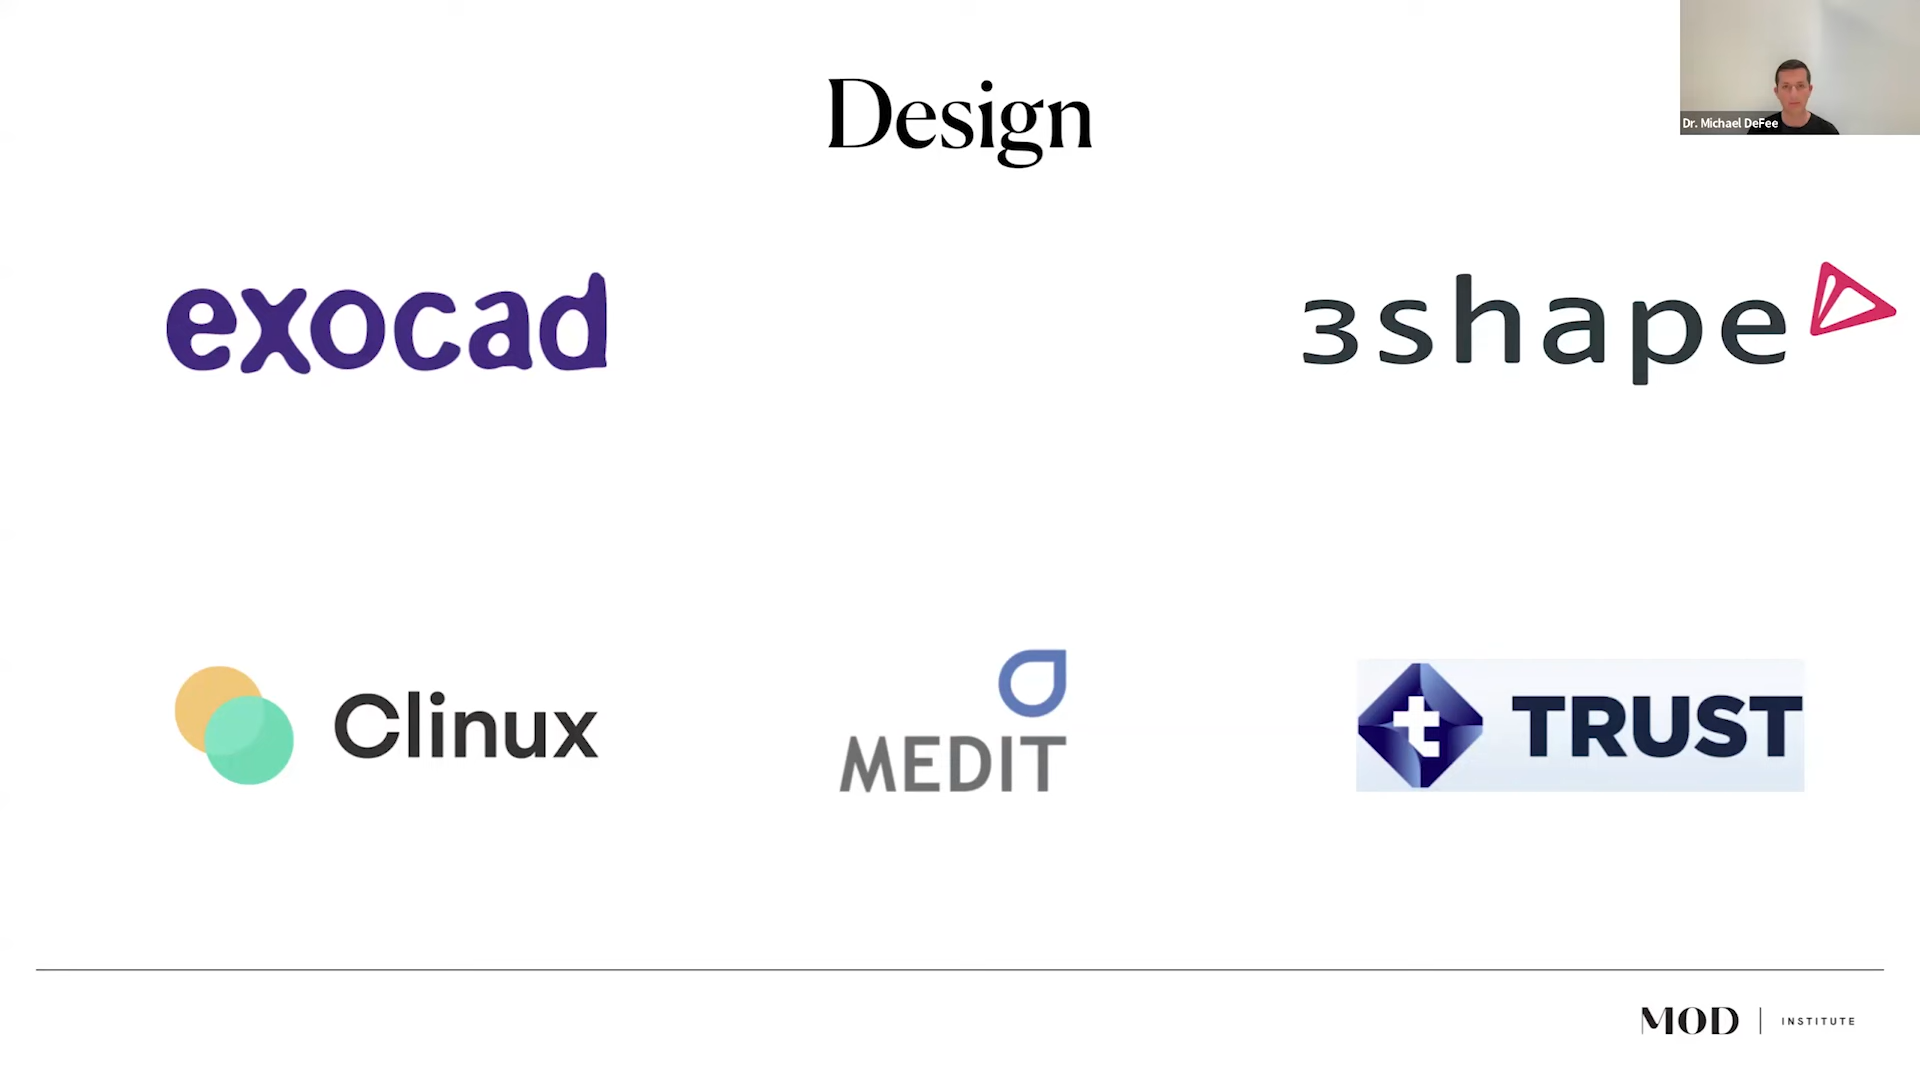 Design
Dr. Michael DeFee
exocad
3shape
Clinux
MEDIT
t TRUST
MOD | INSTITUTE